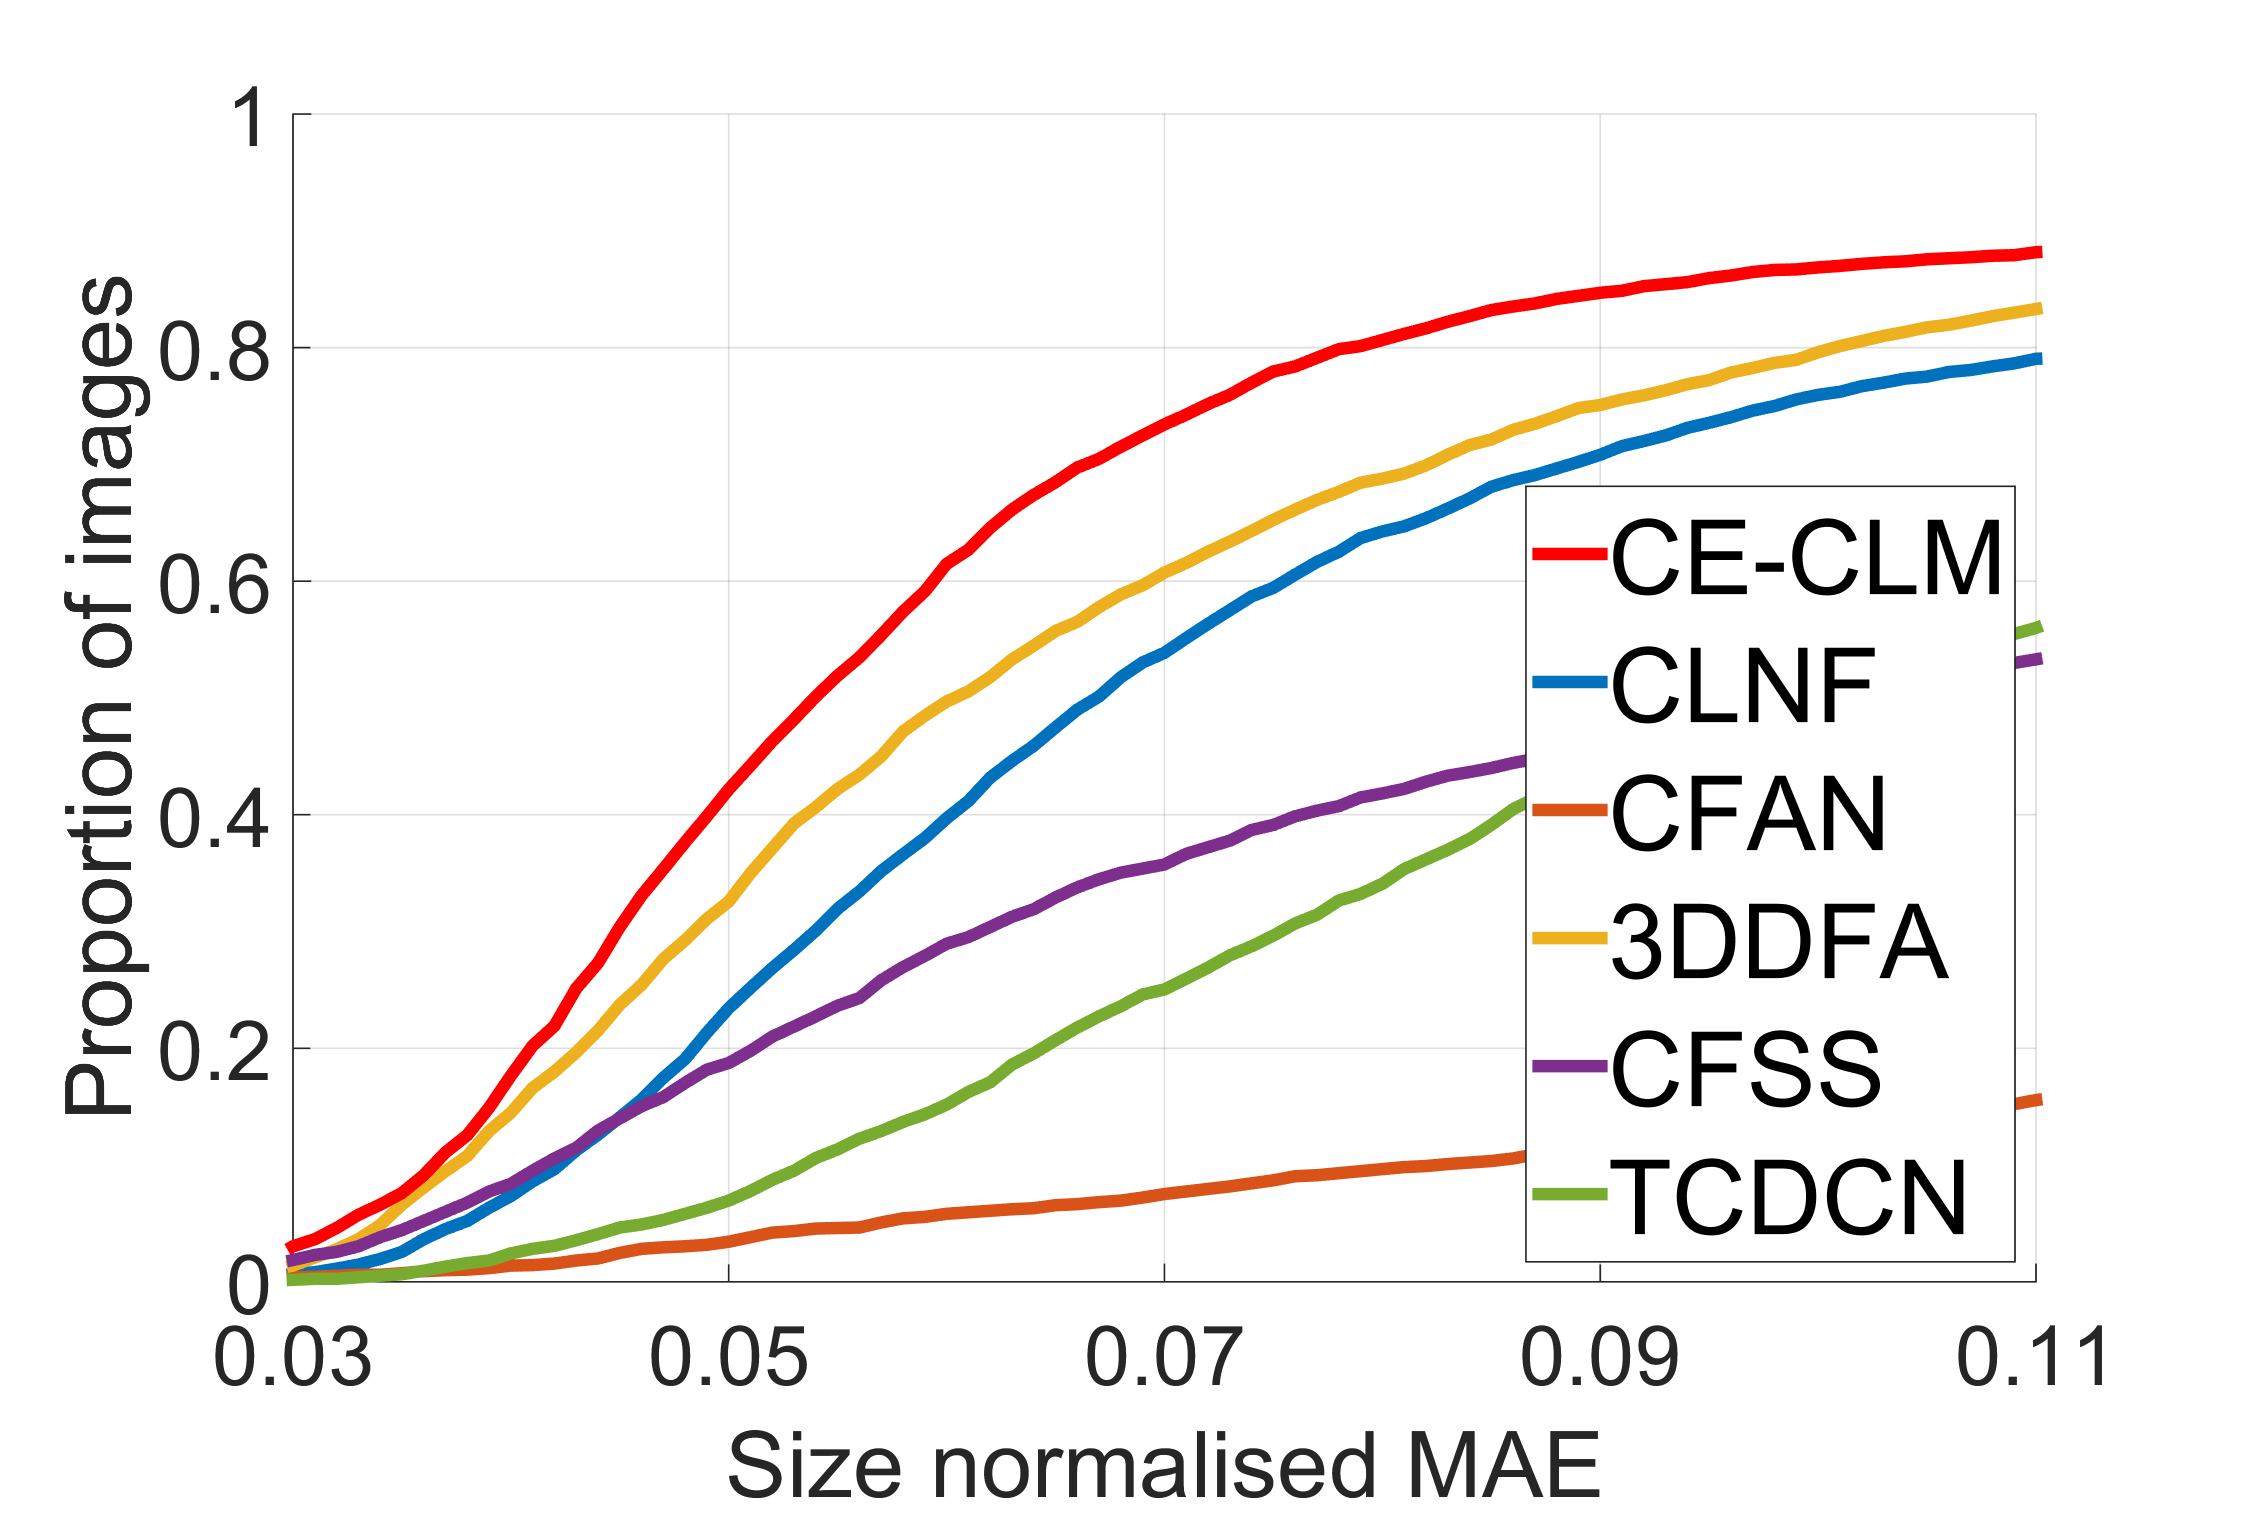 1
0.8
0.6
0.4
0.2
0
Proportion of images
0.03 0.05 0.07 0.09 0.11
Size normalised MAE
CE-CLM
CLNF
CFAN
3DDFA
CFSS
TCDCN